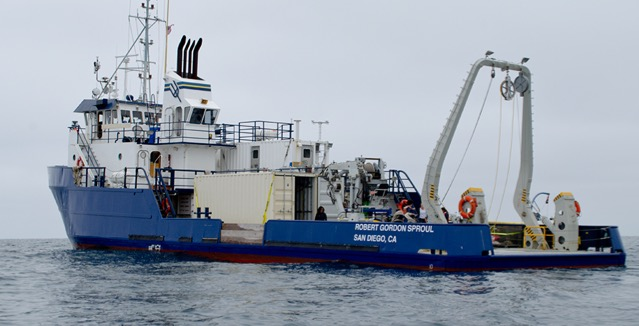 ROBERT GORDON SPROUL
SAN DIEGO, CA